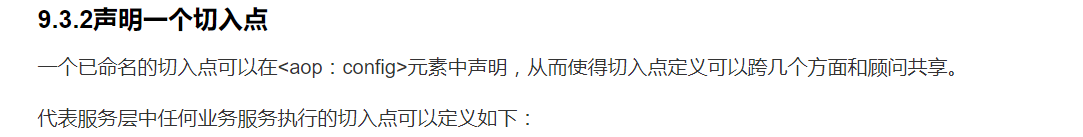 9.3.2声明一个切入点
一个已命名的切入点可以在<aop：config>元素中声明，从而使得切入点定义可以跨几个方面和顾问共享。
代表服务层中任何业务服务执行的切入点可以定义如下：